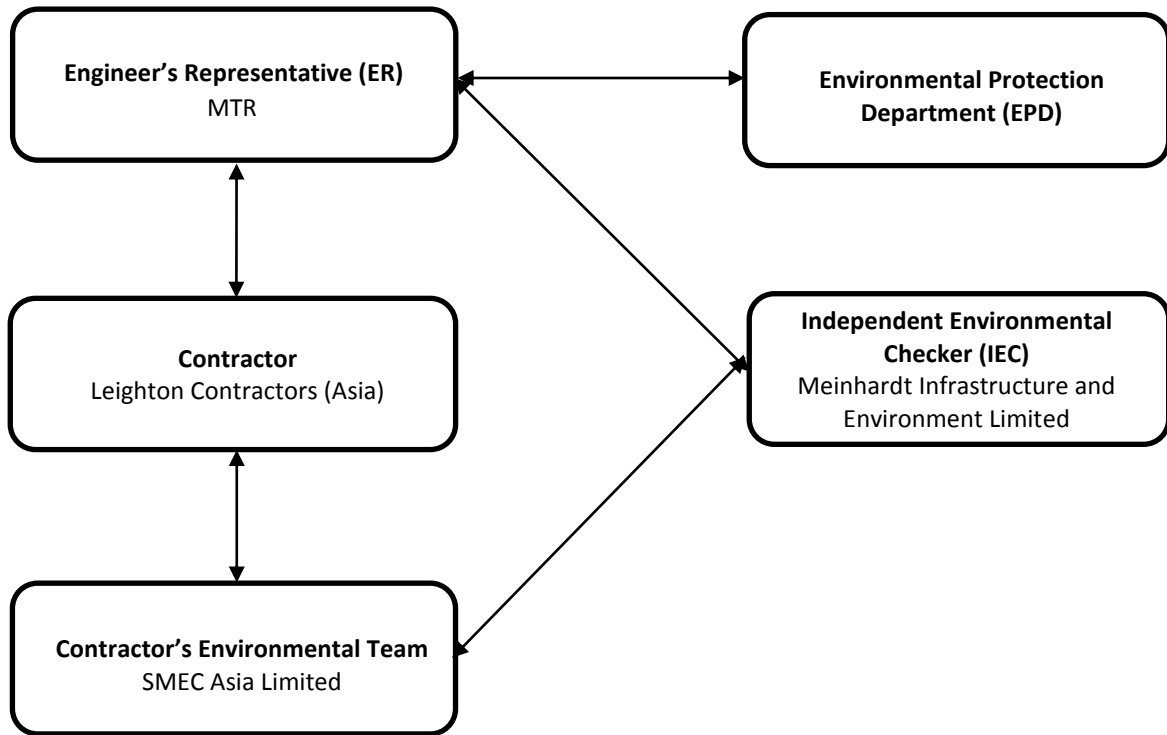 Engineer’s Representative (ER)
MTR
Environmental Protection
Department (EPD)
Contractor
Leighton Contractors (Asia)
Independent Environmental
Checker (IEC)
Meinhardt Infrastructure and
Environment Limited
Contractor’s Environmental Team
SMEC Asia Limited